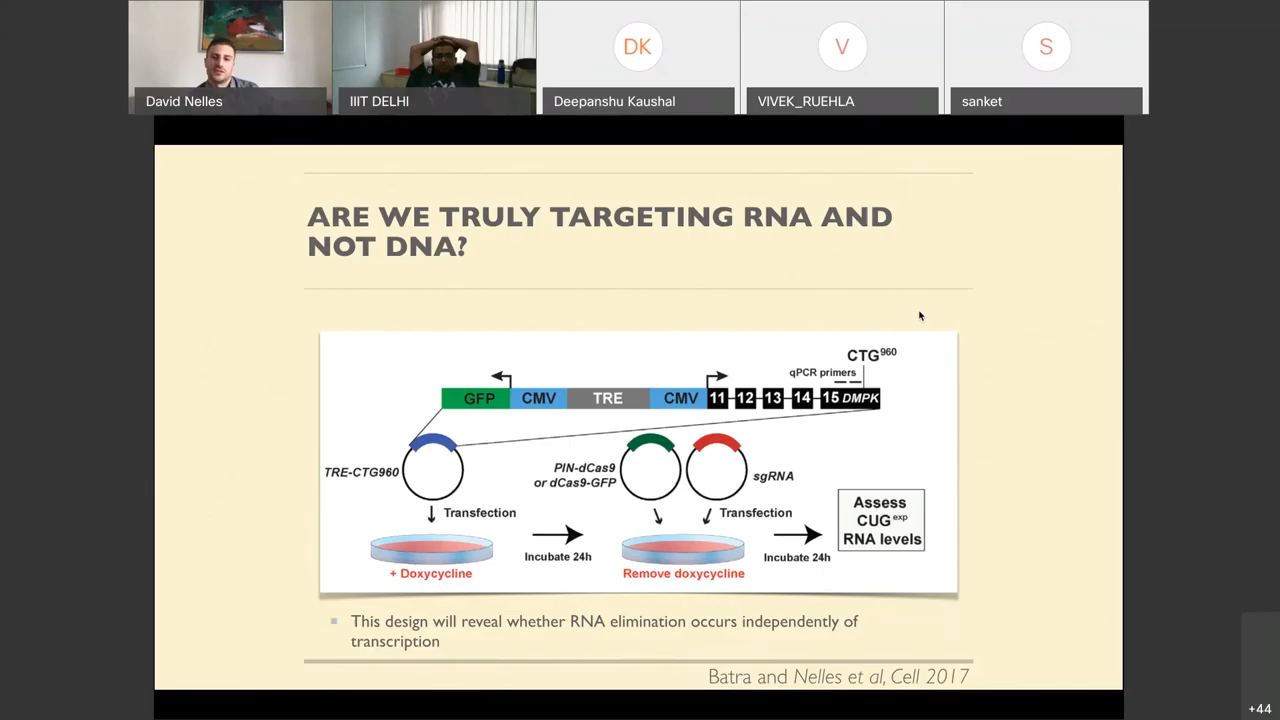 DK
V
S
David Nelles
IIIT DELHI
Deepanshu Kaushal
VIVEK_RUEHLA
sanket
ARE WE TRULY TARGETING RNA AND
NOT DNA?
CTG960
qPCR primers
GFP CMV TRE CMV 11 12 13 14 15 DMPK
TRE-CTG960
PIN-dCas9
or dCas9-GFP
sgRNA
Transfection
Transfection
Assess
CUGexp
RNA levels
Incubate 24h
Incubate 24h
+ Doxycycline
Remove doxycycline
This design will reveal whether RNA elimination occurs independently of
transcription
Batra and Nelles et al, Cell 2017
+44